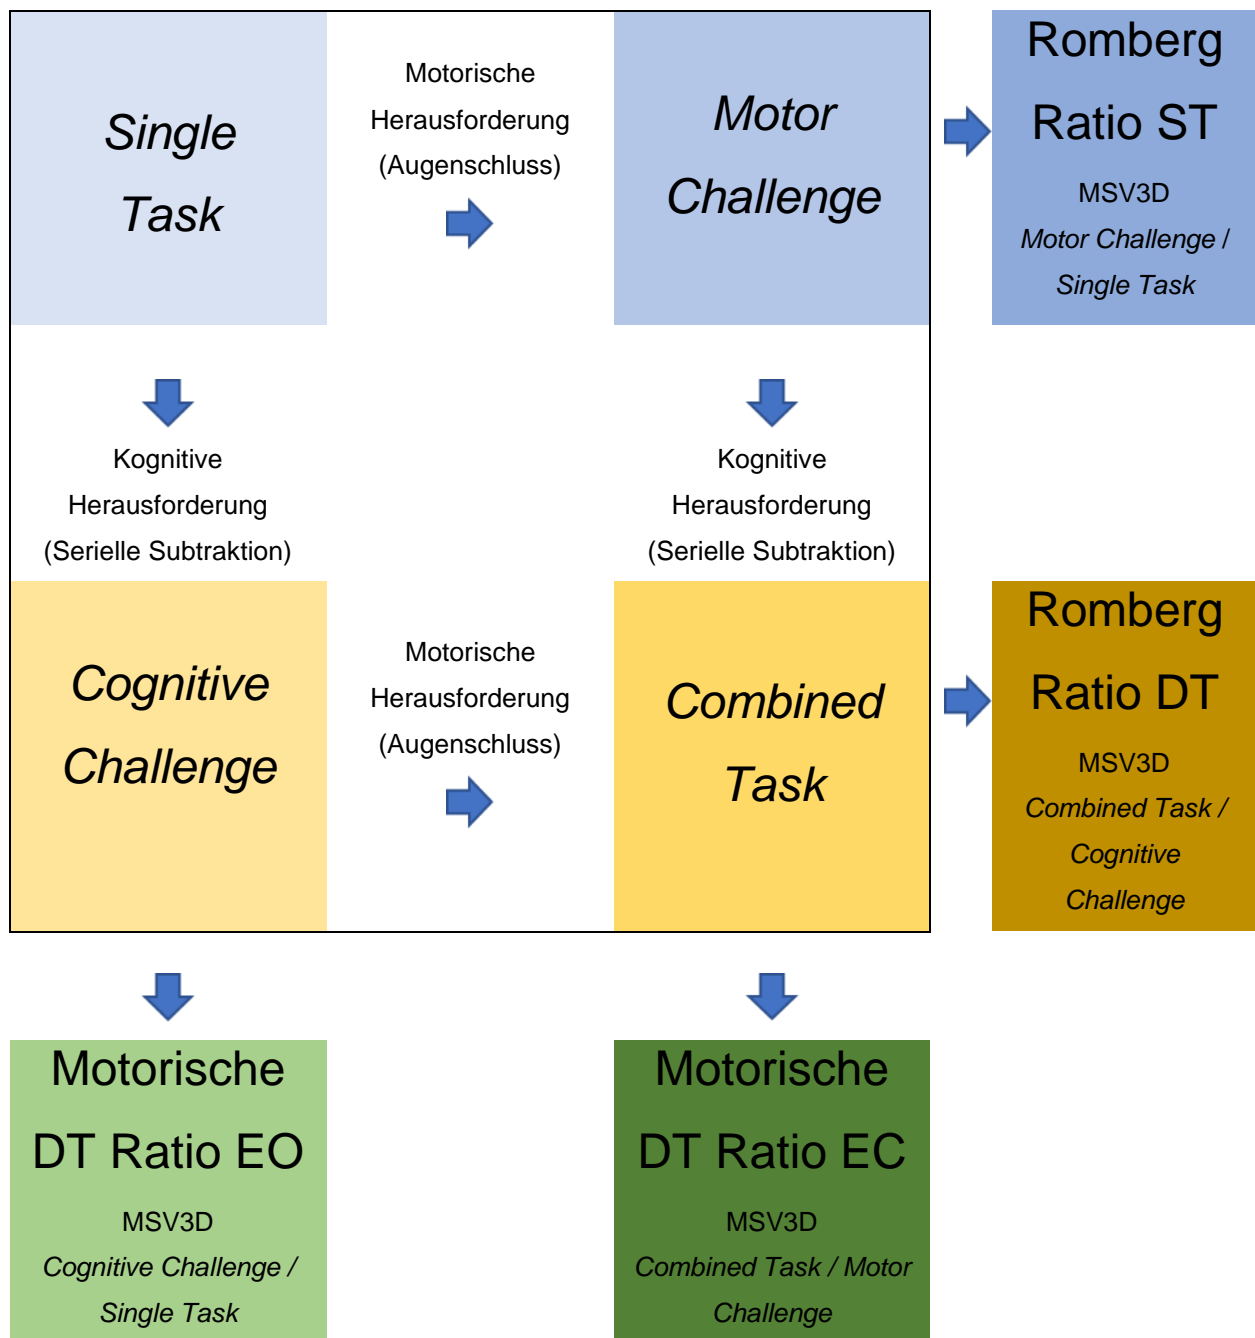 Single
Task
Motorische
Herausforderung
(Augenschluss)
Motor
Challenge
Romberg
Ratio ST
MSV3D
Motor Challenge /
Single Task
Kognitive
Herausforderung
(Serielle Subtraktion)
Kognitive
Herausforderung
(Serielle Subtraktion)
Cognitive
Challenge
Motorische
Herausforderung
(Augenschluss)
Combined
Task
Romberg
Ratio DT
MSV3D
Combined Task /
Cognitive
Challenge
Motorische
DT Ratio EO
MSV3D
Cognitive Challenge /
Single Task
Motorische
DT Ratio EC
MSV3D
Combined Task / Motor
Challenge